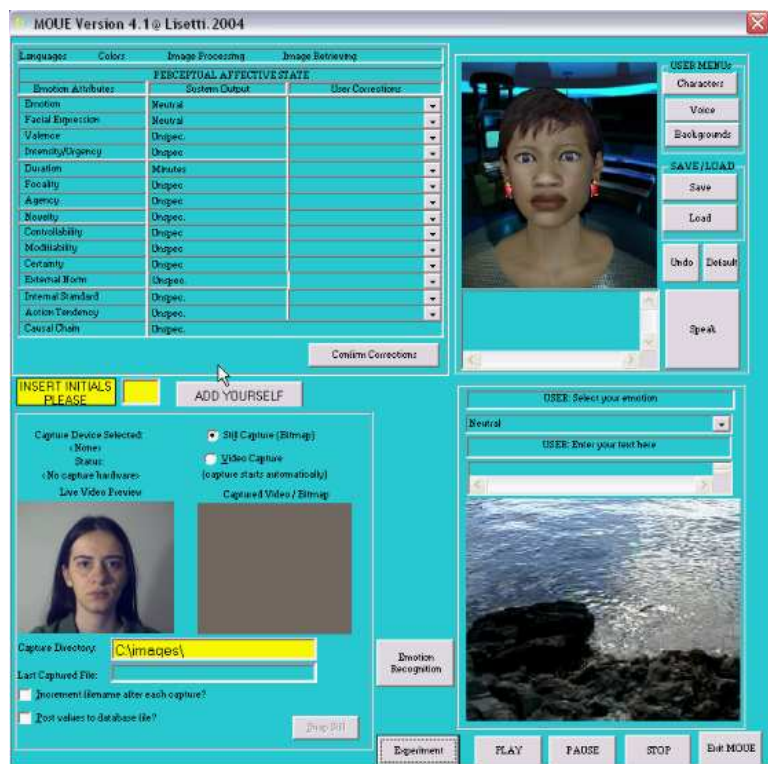 MOUE Version 4.1@ Lisetti.2004
Languages Colors Image Processing Image Retrieving
PERCEPTUAL AFFECTIVE STATE
Emotion Attributes System Output User Corrections
Emotion Neutral
Facial Expression Neutral
Valence Unspec.
Intensity/Urgency Unspec
Duration Minutes
Focality Unspec
Agency Unspec.
Novelty Unspec.
Controllability Unspec
Modifiability Unspec
Certainty Unspec
External Norm Unspec.
Internal Standard Unspec.
Action Tendency Unspec.
Causal Chain Unspec.
Confirm Corrections
USER MENUs
Characters
Voice
Backgrounds
SAVE/LOAD
Save
Load
Undo Default
Speak
INSERT INITIALS
PLEASE
ADD YOURSELF
Capture Device Selected:
<None>
Status:
<No capture hardware>
Live Video Preview
Still Capture (Bitmap)
Video Capture
(capture starts automatically)
Captured Video / Bitmap
Capture Directory: C:\images\
Last Captured File:
Increment filename after each capture?
Post values to database file?
Emotion
Recognition
USER: Select your emotion
Neutral
USER: Enter your text here
Experiment PLAY PAUSE STOP Exit MOUE